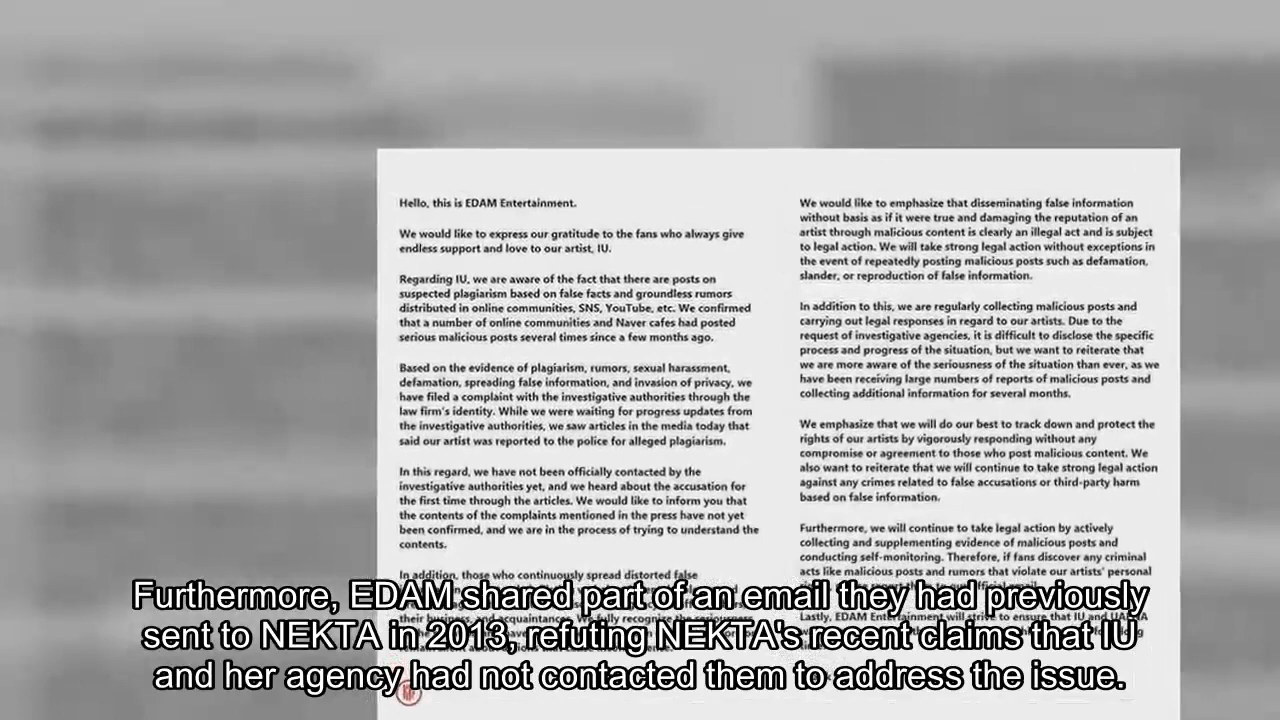 Hello, this is EDAM Entertainment.
We would like to express our gratitude to the fans who always give
endless support and love to our artist, IU.
Regarding IU, we are aware of the fact that there are posts on
suspected plagiarism based on false facts and groundless rumors
distributed in online communities, SNS, YouTube, etc. We confirmed
that a number of online communities and Naver cafes had posted
serious malicious posts several times since a few months ago.
Based on the evidence of plagiarism, rumors, sexual harassment,
defamation, spreading false information, and invasion of privacy, we
have filed a complaint with the investigative authorities through the
law firm's identity. While we were waiting for progress updates from
the investigative authorities, we saw articles in the media today that
said our artist was reported to the police for alleged plagiarism.
In this regard, we have not been officially contacted by the
investigative authorities yet, and we heard about the accusation for
the first time through the articles. We would like to inform you that
the contents of the complaints mentioned in the press have not yet
been confirmed, and we are in the process of trying to understand the
contents.
In addition, those who continuously spread distorted false
We would like to emphasize that disseminating false information
without basis as if it were true and damaging the reputation of an
artist through malicious content is clearly an illegal act and is subject
to legal action. We will take strong legal action without exceptions in
the event of repeatedly posting malicious posts such as defamation,
slander, or reproduction of false information.
In addition to this, we are regularly collecting malicious posts and
carrying out legal responses in regard to our artists. Due to the
request of investigative agencies, it is difficult to disclose the specific
process and progress of the situation, but we want to reiterate that
we are more aware of the seriousness of the situation than ever, as we
have been receiving large numbers of reports of malicious posts and
collecting additional information for several months.
We emphasize that we will do our best to track down and protect the
rights of our artists by vigorously responding without any
compromise or agreement to those who post malicious content. We
also want to reiterate that we will continue to take strong legal action
against any crimes related to false accusations or third-party harm
based on false information.
Furthermore, we will continue to take legal action by actively
collecting and supplementing evidence of malicious posts and
conducting self-monitoring. Therefore, if fans discover any criminal
acts like malicious posts and rumors that violate our artists' personal
Lastly, EDAM Entertainment will strive to ensure that IU and UAENA
Furthermore, EDAM shared part of an email they had previously
sent to NEKTA in 2013, refuting NEKTA's recent claims that IU
and her agency had not contacted them to address the issue.